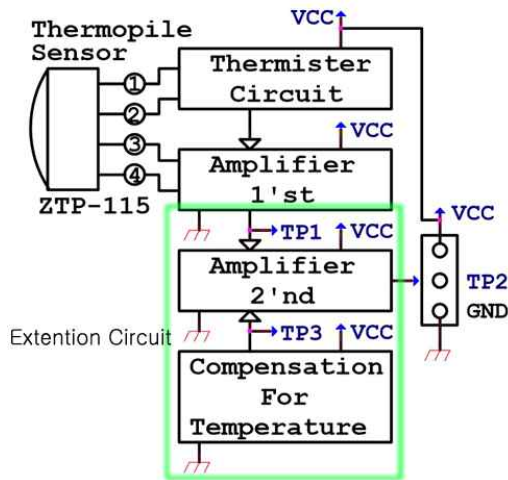 VCC
Thermopile
Sensor
①
②
③
④
ZTP-115
Thermister
Circuit
VCC
Amplifier
1'st
TP1
VCC
VCC
Amplifier
2'nd
TP2
GND
Extention Circuit
TP3
VCC
Compensation
For
Temperature